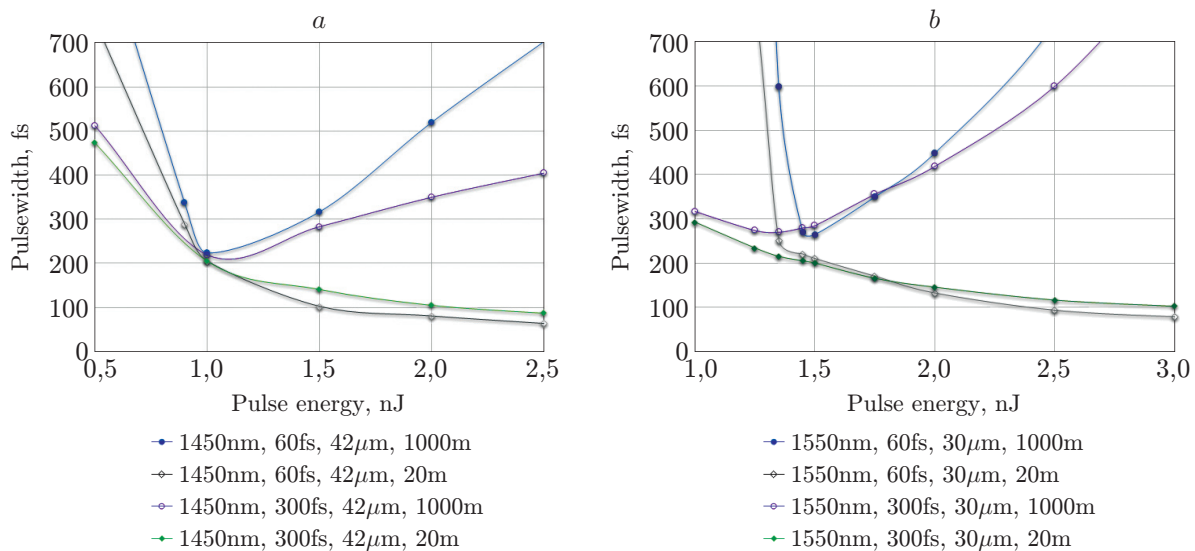 a
700
600
500
400
300
200
100
0
0,5 1,0 1,5 2,0 2,5
Pulsewidth, fs
Pulse energy, nJ
1450nm, 60fs, 42μm, 1000m
1450nm, 60fs, 42μm, 20m
1450nm, 300fs, 42μm, 1000m
1450nm, 300fs, 42μm, 20m
b
700
600
500
400
300
200
100
0
1,0 1,5 2,0 2,5 3,0
Pulsewidth, fs
Pulse energy, nJ
1550nm, 60fs, 30μm, 1000m
1550nm, 60fs, 30μm, 20m
1550nm, 300fs, 30μm, 1000m
1550nm, 300fs, 30μm, 20m